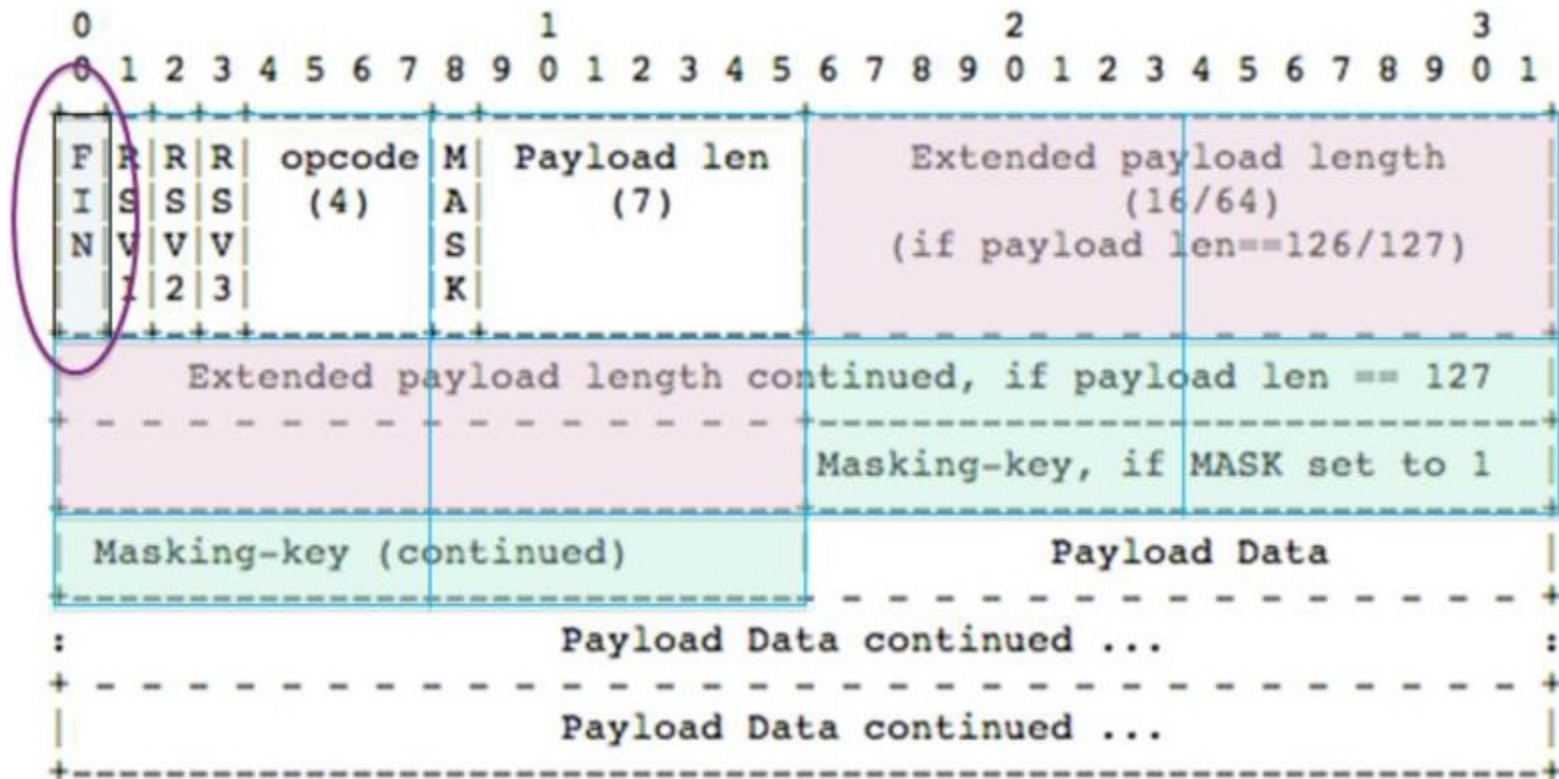 0 1 2 3
0 1 2 3 4 5 6 7 8 9 0 1 2 3 4 5 6 7 8 9 0 1 2 3 4 5 6 7 8 9 0 1
F R R R opcode M Payload len Extended payload length
I S S S (4) A (7) (16/64)
N V V V S (if payload len==126/127)
1 2 3 K
Extended payload length continued, if payload len == 127
Masking-key, if MASK set to 1
Masking-key (continued) Payload Data
: Payload Data continued ... :
Payload Data continued ...